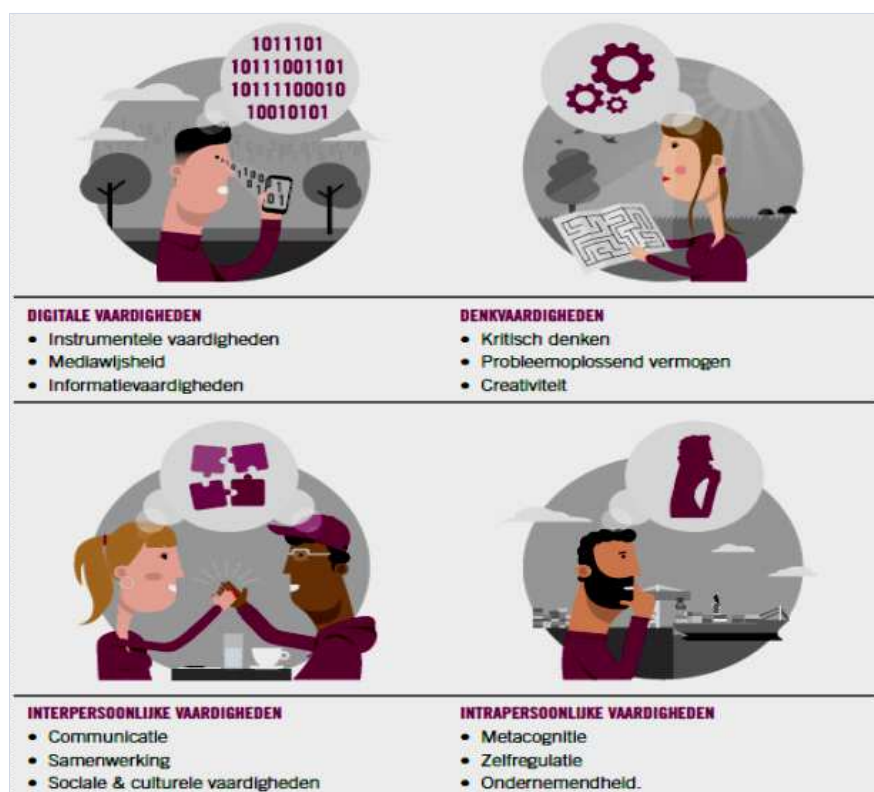 1011101
10111001101
10111100010
10010101
DIGITALE VAARDIGHEDEN
• Instrumentele vaardigheden
• Mediawijsheid
• Informatievaardigheden
DENKVAARDIGHEDEN
• Kritisch denken
• Probleemoplossend vermogen
• Creativiteit
INTERPERSOONLIJKE VAARDIGHEDEN
• Communicatie
• Samenwerking
• Sociale & culturele vaardigheden
INTRAPERSOONLIJKE VAARDIGHEDEN
• Metacognitie
• Zelfregulatie
• Ondernemendheid.